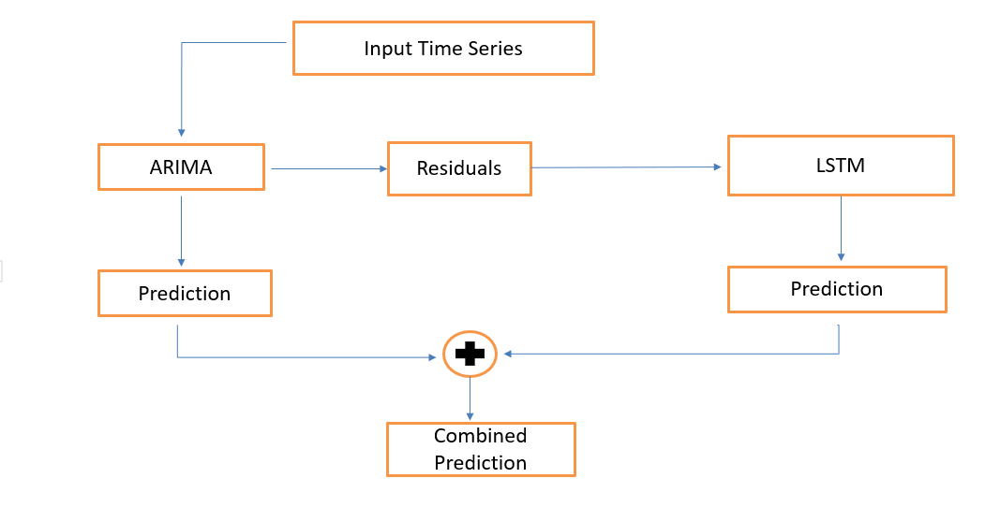 Input Time Series
ARIMA
Residuals
LSTM
Prediction
Prediction
Combined
Prediction